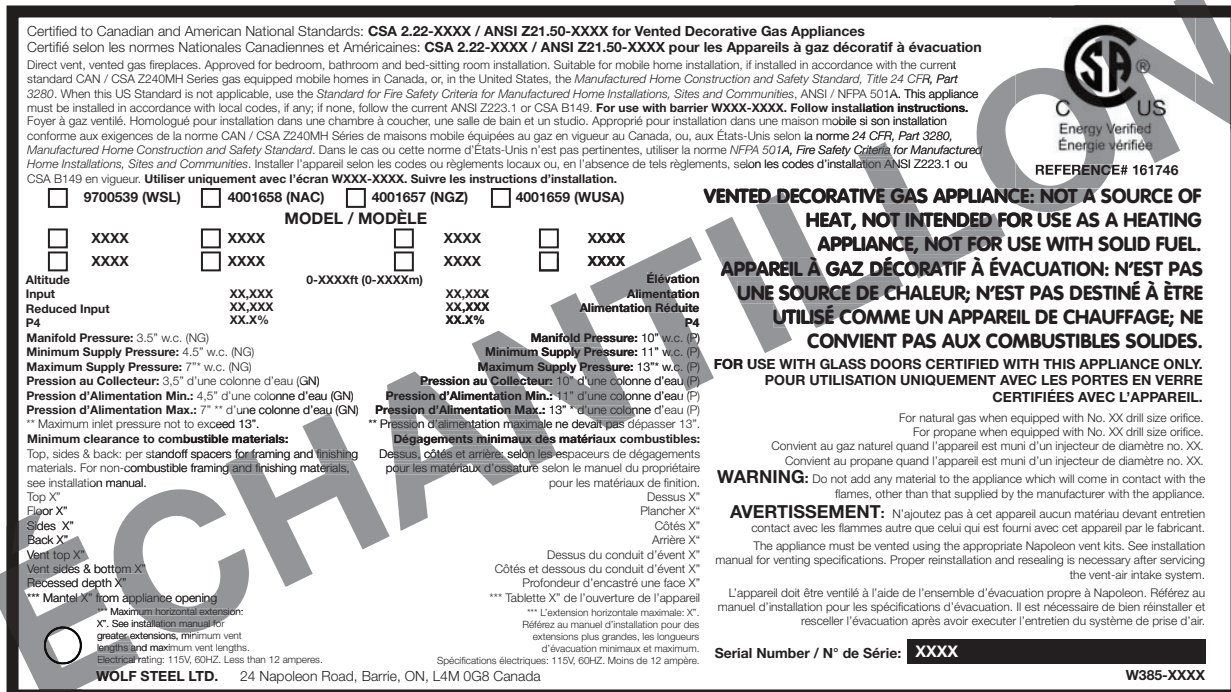 Certified to Canadian and American National Standards: CSA 2.22-XXXX / ANSI Z21.50-XXXX for Vented Decorative Gas Appliances
Certifié selon les normes Nationales Canadiennes et Américaines: CSA 2.22-XXXX / ANSI Z21.50-XXXX pour les Appareils à gaz décoratif à évacuation
Direct vent, vented gas fireplaces. Approved for bedroom, bathroom and bed-sitting room installation. Suitable for mobile home installation, if installed in accordance with the current
standard CAN / CSA Z240MH Series gas equipped mobile homes in Canada, or, in the United States, the Manufactured Home Construction and Safety Standard, Title 24 CFR, Part
3280. When this US Standard is not applicable, use the Standard for Fire Safety Criteria for Manufactured Home Installations, Sites and Communities, ANSI / NFPA 501A. This appliance
must be installed in accordance with local codes, if any; if none, follow the current ANSI Z223.1 or CSA B149. For use with barrier WXXX-XXXX. Follow installation instructions.
Foyer à gaz ventilé. Homologué pour installation dans une chambre à coucher, une salle de bain et un studio. Approprié pour installation dans une maison mobile si son installation
conforme aux exigences de la norme CAN / CSA Z240MH Séries de maisons mobile équipées au gaz en vigueur au Canada, ou, aux États-Unis selon la norme 24 CFR, Part 3280,
Manufactured Home Construction and Safety Standard. Dans le cas ou cette norme d'États-Unis n'est pas pertinentes, utiliser la norme NFPA 501A, Fire Safety Criteria for Manufactured
Home Installations, Sites and Communities. Installer l'appareil selon les codes ou règlements locaux ou, en l'absence de tels règlements, selon les codes d'installation ANSI Z223.1 ou
CSA B149 en vigueur. Utiliser uniquement avec l'écran WXXX-XXXX. Suivre les instructions d'installation.
SA ®
C US
Energy Verified
Énergie vérifiée
REFERENCE# 161746
9700539 (WSL) 4001658 (NAC) 4001657 (NGZ) 4001659 (WUSA)
MODEL / MODÈLE
XXXX XXXX XXXX XXXX
XXXX XXXX XXXX XXXX
Altitude 0-XXXXft (0-XXXXm) Élévation
Input XX,XXX XX,XXX Alimentation
Reduced Input XX,XXX XX,XXX Alimentation Réduite
P4 XX.X% XX.X% P4
Manifold Pressure: 3.5" w.c. (NG) Manifold Pressure: 10" w.c. (P)
Minimum Supply Pressure: 4.5" w.c. (NG) Minimum Supply Pressure: 11" w.c. (P)
Maximum Supply Pressure: 7"* w.c. (NG) Maximum Supply Pressure: 13"* w.c. (P)
Pression au Collecteur: 3,5" d'une colonne d'eau (GN) Pression au Collecteur: 10" d'une colonne d'eau (P)
Pression d'Alimentation Min.: 4,5" d'une colonne d'eau (GN) Pression d'Alimentation Min.: 11" d'une colonne d'eau (P)
Pression d'Alimentation Max.: 7" ** d'une colonne d'eau (GN) Pression d'Alimentation Max.: 13" * d'une colonne d'eau (P)
** Maximum inlet pressure not to exceed 13". ** Pression d'alimentation maximale ne devait pas dépasser 13".
Minimum clearance to combustible materials: Dégagements minimaux des matériaux combustibles:
Top, sides & back: per standoff spacers for framing and finishing Dessus, côtés et arrière: selon les espaceurs de dégagements
materials. For non-combustible framing and finishing materials, pour les matériaux d'ossature selon le manuel du propriétaire
see installation manual. pour les matériaux de finition.
Top X" Dessus X"
Floor X" Plancher X"
Sides X" Côtés X"
Back X" Arrière X"
Vent top X" Dessus du conduit d'évent X"
Vent sides & bottom X" Côtés et dessous du conduit d'évent X"
Recessed depth X" Profondeur d'encastré une face X"
*** Mantel X" from appliance opening *** Tablette X" de l'ouverture de l'appareil
*** Maximum horizontal extension: *** L'extension horizontale maximale: X".
X". See installation manual for Référez au manuel d'installation pour des
greater extensions, minimum vent extensions plus grandes, les longueurs
lengths and maximum vent lengths. d'évacuation minimaux et maximum.
Electrical rating: 115V, 60HZ. Less than 12 amperes. Spécifications électriques: 115V, 60HZ. Moins de 12 ampère.
WOLF STEEL LTD. 24 Napoleon Road, Barrie, ON, L4M 0G8 Canada
VENTED DECORATIVE GAS APPLIANCE: NOT A SOURCE OF
HEAT, NOT INTENDED FOR USE AS A HEATING
APPLIANCE, NOT FOR USE WITH SOLID FUEL.
APPAREIL À GAZ DÉCORATIF À ÉVACUATION: N'EST PAS
UNE SOURCE DE CHALEUR; N'EST PAS DESTINÉ À ÈTRE
UTILISÉ COMME UN APPAREIL DE CHAUFFAGE; NE
CONVIENT PAS AUX COMBUSTIBLES SOLIDES.
FOR USE WITH GLASS DOORS CERTIFIED WITH THIS APPLIANCE ONLY.
POUR UTILISATION UNIQUEMENT AVEC LES PORTES EN VERRE
CERTIFIÉES AVEC L'APPAREIL.
For natural gas when equipped with No. XX drill size orifice.
For propane when equipped with No. XX drill size orifice.
Convient au gaz naturel quand l'appareil est muni d'un injecteur de diamètre no. XX.
Convient au propane quand l'appareil est muni d'un injecteur de diamètre no. XX.
WARNING: Do not add any material to the appliance which will come in contact with the
flames, other than that supplied by the manufacturer with the appliance.
AVERTISSEMENT: N'ajoutez pas à cet appareil aucun matériau devant entretien
contact avec les flammes autre que celui qui est fourni avec cet appareil par le fabricant.
The appliance must be vented using the appropriate Napoleon vent kits. See installation
manual for venting specifications. Proper reinstallation and resealing is necessary after servicing
the vent-air intake system.
L'appareil doit être ventilé à l'aide de l'ensemble d'évacuation propre à Napoleon. Référez au
manuel d'installation pour les spécifications d'évacuation. Il est nécessaire de bien réinstaller et
resceller l'évacuation après avoir executer l'entretien du système de prise d'air.
Serial Number / N° de Série: XXXX
W385-XXXX
ÉCHANTILLON